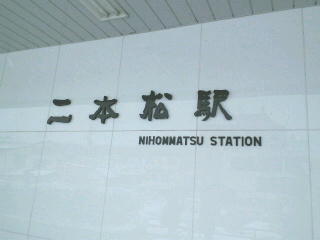 二本松駅
NIHONMATSU STATION